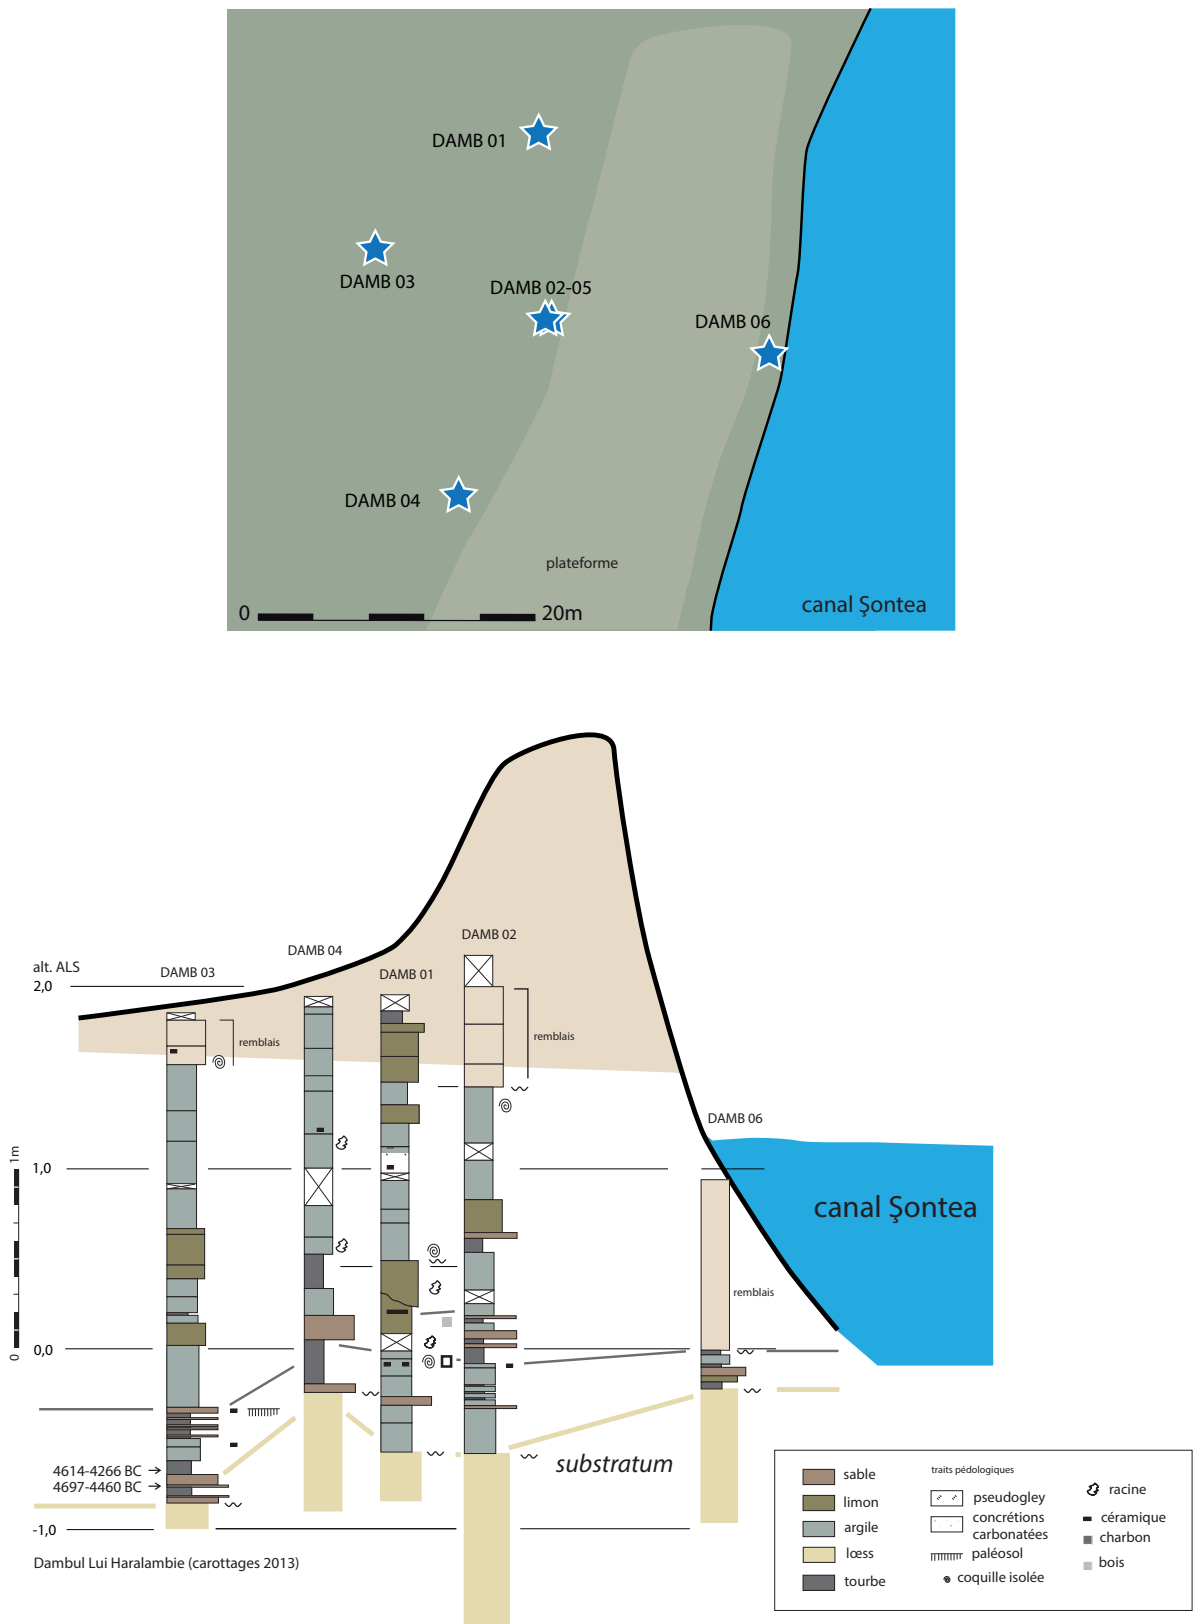 DAMB 01
DAMB 03
DAMB 02-05
DAMB 06
DAMB 04
plateforme
canal Şontea
0 20m
DAMB 02
DAMB 04
alt. ALS
DAMB 03
DAMB 01
2,0
remblais
remblais
DAMB 06
1m
1,0
canal Şontea
remblais
0
0,0
substratum
4614-4266 BC
4697-4460 BC
-1,0
Dambul Lui Haralambie (carottages 2013)
sable
limon
argile
lœss
tourbe
traits pédologiques
pseudogley
concrétions
carbonatées
paléosol
coquille isolée
racine
céramique
charbon
bois